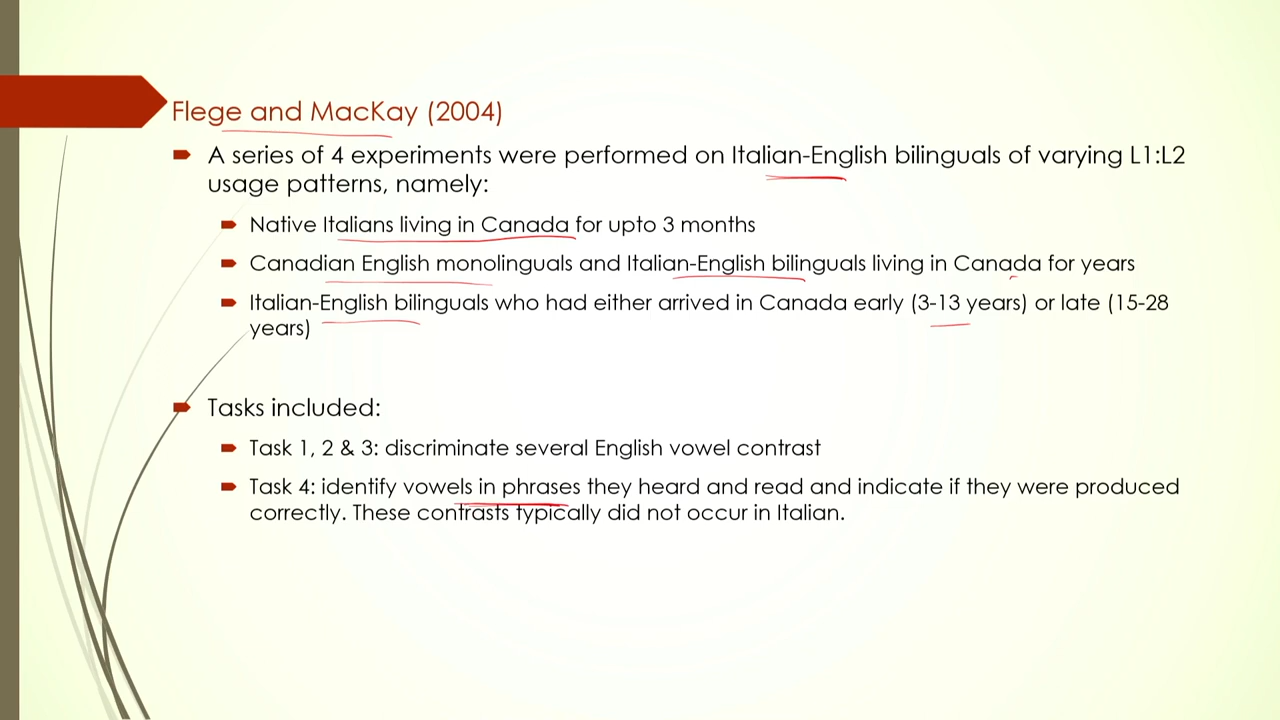 Flege and MacKay (2004)
A series of 4 experiments were performed on Italian-English bilinguals of varying L1:L2
usage patterns, namely:
Native Italians living in Canada for upto 3 months
Canadian English monolinguals and Italian-English bilinguals living in Canada for years
Italian-English bilinguals who had either arrived in Canada early (3-13 years) or late (15-28
years)
Tasks included:
Task 1, 2 & 3: discriminate several English vowel contrast
Task 4: identify vowels in phrases they heard and read and indicate if they were produced
correctly. These contrasts typically did not occur in Italian.